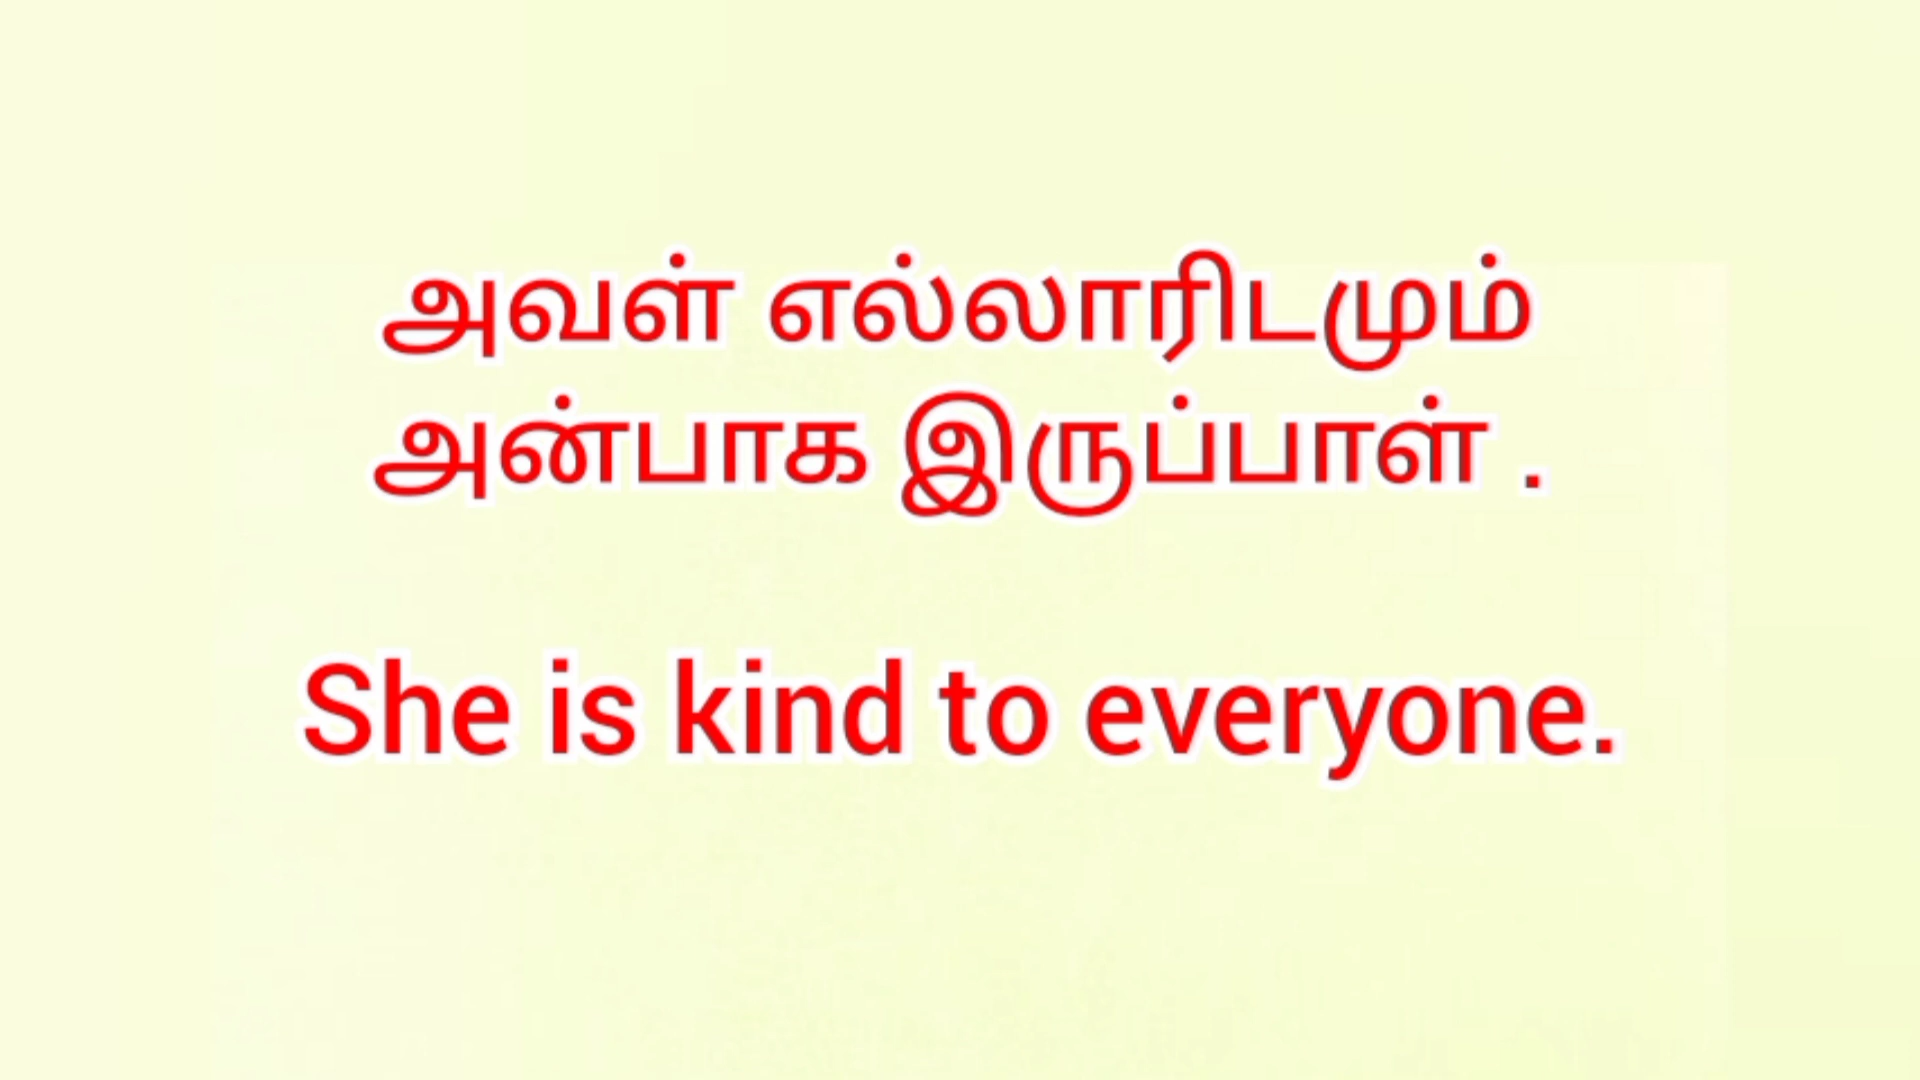 அவள் எல்லாரிடமும்
அன்பாக இருப்பாள் .
She is kind to everyone.